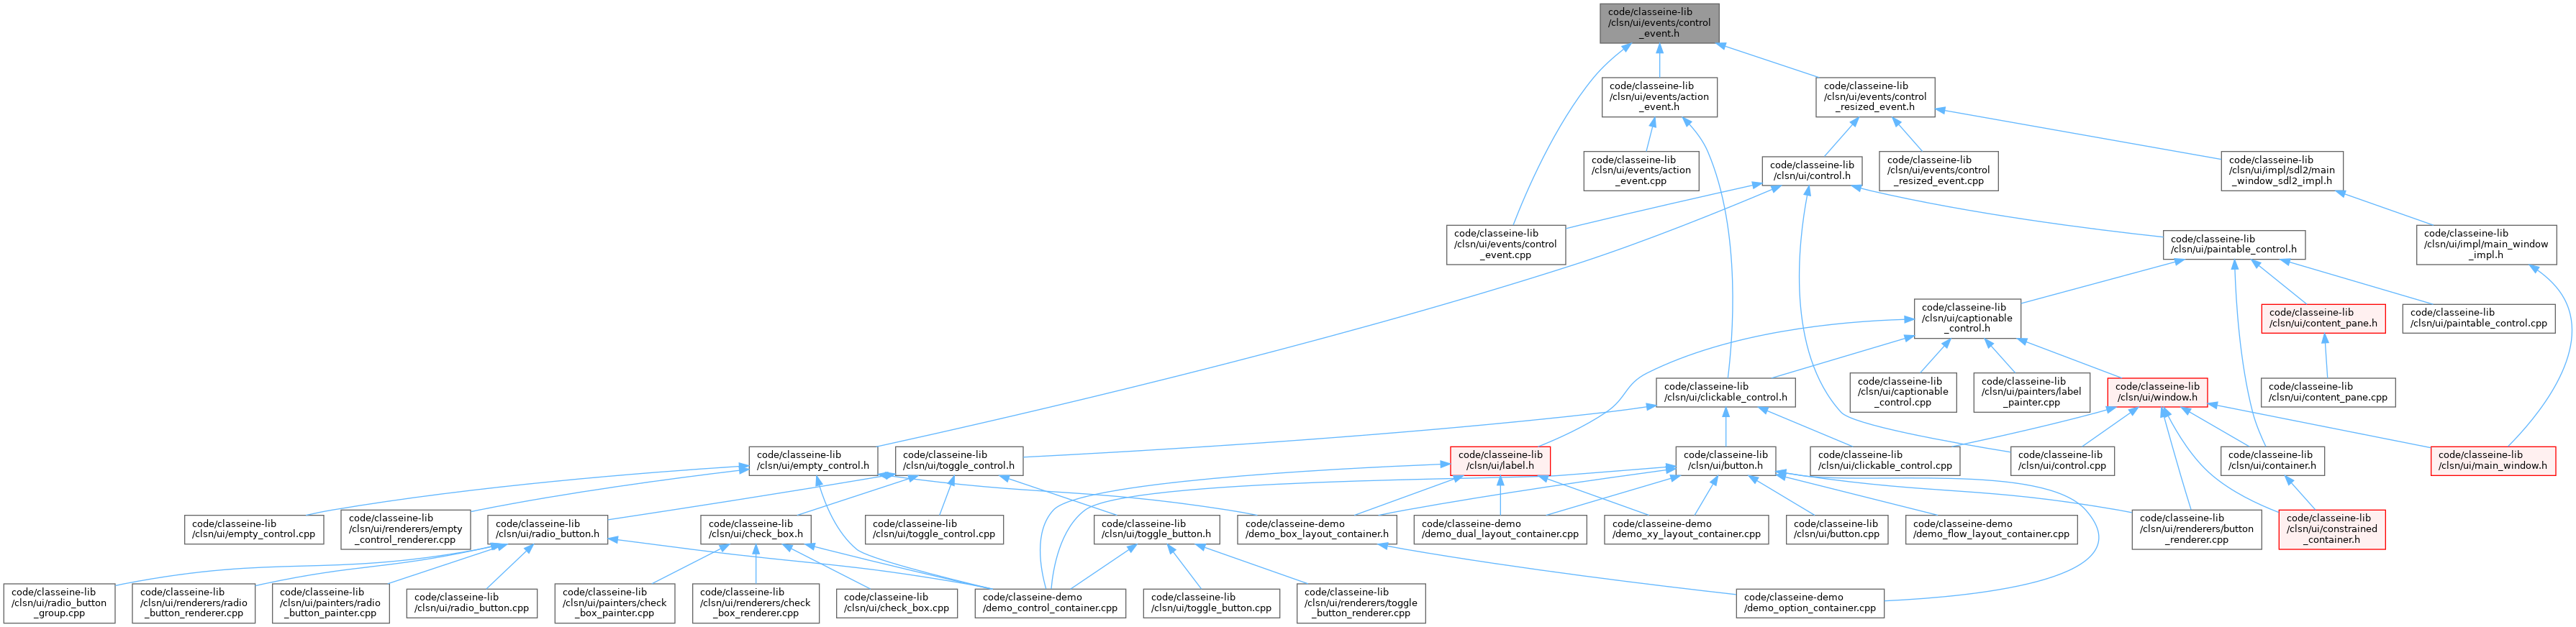 code/classeine-lib
/clsn/ui/events/control
_event.h
code/classeine-lib
/clsn/ui/events/action
_event.h
code/classeine-lib
/clsn/ui/events/control
_resized_event.h
code/classeine-lib
/clsn/ui/events/action
_event.cpp
code/classeine-lib
/clsn/ui/control.h
code/classeine-lib
/clsn/ui/events/control
_resized_event.cpp
code/classeine-lib
/clsn/ui/impl/sdl2/main
_window_sdl2_impl.h
code/classeine-lib
/clsn/ui/events/control
_event.cpp
code/classeine-lib
/clsn/ui/paintable_control.h
code/classeine-lib
/clsn/ui/impl/main_window
_impl.h
code/classeine-lib
/clsn/ui/captionable
_control.h
code/classeine-lib
/clsn/ui/content_pane.h
code/classeine-lib
/clsn/ui/paintable_control.cpp
code/classeine-lib
/clsn/ui/clickable_control.h
code/classeine-lib
/clsn/ui/captionable
_control.cpp
code/classeine-lib
/clsn/ui/painters/label
_painter.cpp
code/classeine-lib
/clsn/ui/window.h
code/classeine-lib
/clsn/ui/content_pane.cpp
code/classeine-lib
/clsn/ui/empty_control.h
code/classeine-lib
/clsn/ui/toggle_control.h
code/classeine-lib
/clsn/ui/label.h
code/classeine-lib
/clsn/ui/button.h
code/classeine-lib
/clsn/ui/clickable_control.cpp
code/classeine-lib
/clsn/ui/control.cpp
code/classeine-lib
/clsn/ui/container.h
code/classeine-lib
/clsn/ui/main_window.h
code/classeine-lib
/clsn/ui/empty_control.cpp
code/classeine-lib
/clsn/ui/renderers/empty
_control_renderer.cpp
code/classeine-lib
/clsn/ui/radio_button.h
code/classeine-lib
/clsn/ui/check_box.h
code/classeine-lib
/clsn/ui/toggle_control.cpp
code/classeine-lib
/clsn/ui/toggle_button.h
code/classeine-demo
/demo_box_layout_container.h
code/classeine-demo
/demo_dual_layout_container.cpp
code/classeine-demo
/demo_xy_layout_container.cpp
code/classeine-lib
/clsn/ui/button.cpp
code/classeine-demo
/demo_flow_layout_container.cpp
code/classeine-lib
/clsn/ui/renderers/button
_renderer.cpp
code/classeine-lib
/clsn/ui/constrained
_container.h
code/classeine-lib
/clsn/ui/radio_button
_group.cpp
code/classeine-lib
/clsn/ui/renderers/radio
_button_renderer.cpp
code/classeine-lib
/clsn/ui/painters/radio
_button_painter.cpp
code/classeine-lib
/clsn/ui/radio_button.cpp
code/classeine-lib
/clsn/ui/painters/check
_box_painter.cpp
code/classeine-lib
/clsn/ui/renderers/check
_box_renderer.cpp
code/classeine-lib
/clsn/ui/check_box.cpp
code/classeine-demo
/demo_control_container.cpp
code/classeine-lib
/clsn/ui/toggle_button.cpp
code/classeine-lib
/clsn/ui/renderers/toggle
_button_renderer.cpp
code/classeine-demo
/demo_option_container.cpp